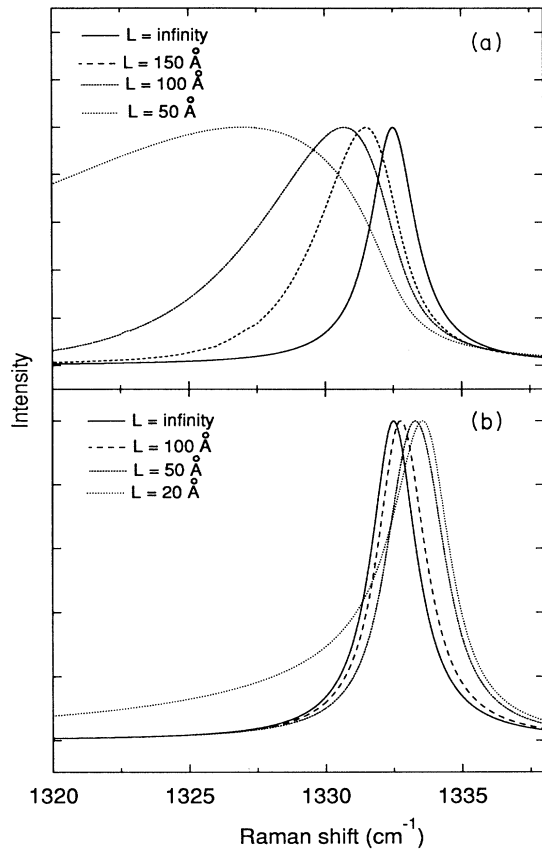 (a)
L = infinity
L = 150 Å
L = 100 Å
L = 50 Å
Intensity
(b)
L = infinity
L = 100 Å
L = 50 Å
L = 20 Å
1320 1325 1330 1335
Raman shift (cm⁻¹)